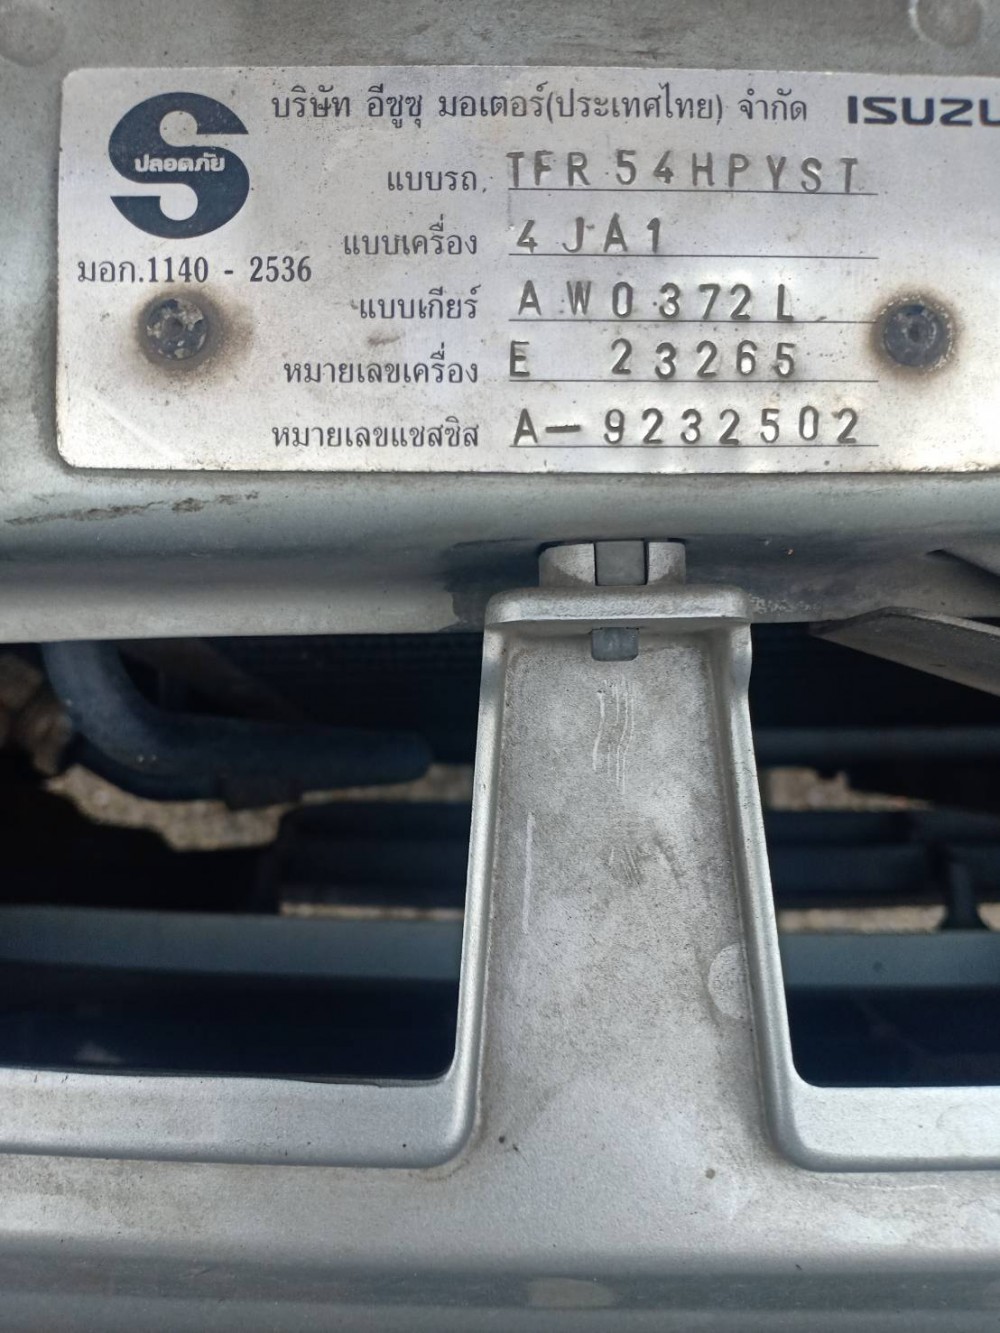 บริษัท อีซูซุ มอเตอร์(ประเทศไทย) จำกัด ISUZU
ปลอดภัย
มอก.1140 - 2536
แบบรถ TFR 54HPYST
แบบเครื่อง 4JA1
แบบเกียร์ AW0372L
หมายเลขเครื่อง E 23265
หมายเลขแชสซิส A-9232502